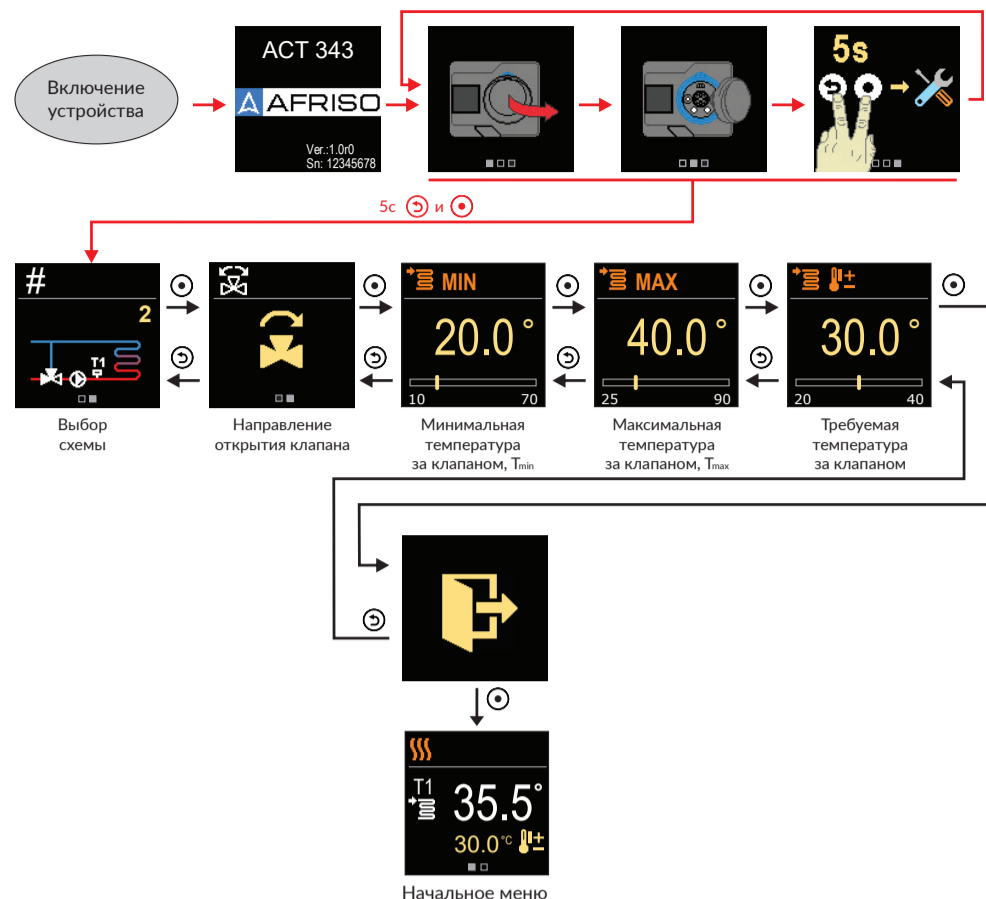 Включение
устройства
ACT 343
AFRISO
Ver.:1.0r0
Sn: 12345678
5s
5с и
#
2
T1
MIN
20.0°
10 70
MAX
40.0°
25 90
30.0°
20 40
Выбор
схемы
Направление
открытия клапана
Минимальная
температура
за клапаном, Tmin
Максимальная
температура
за клапаном, Tmax
Требуемая
температура
за клапаном
T1
35.5°
30.0°C
Начальное меню